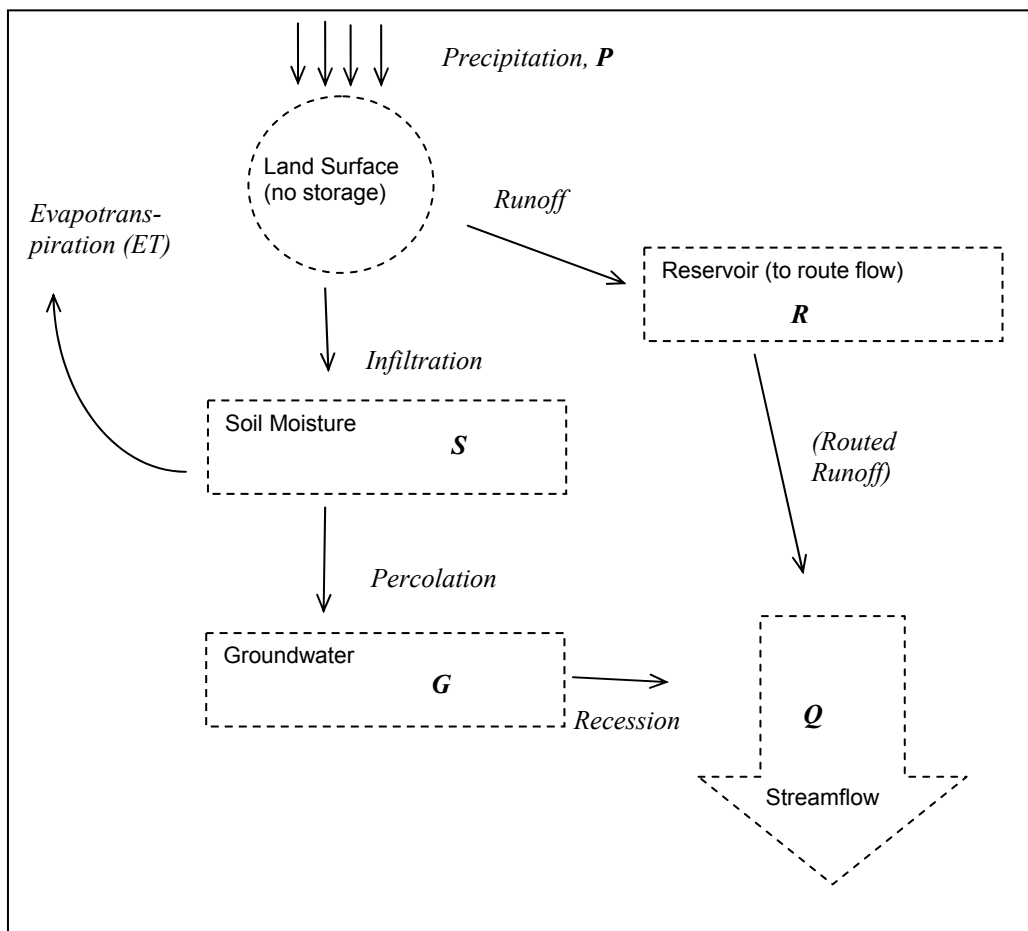 Precipitation, P
Land Surface
(no storage)
Runoff
Evapotrans-
piration (ET)
Reservoir (to route flow)
R
Infiltration
Soil Moisture
S
(Routed
Runoff)
Percolation
Groundwater
G
Recession
Q
Streamflow